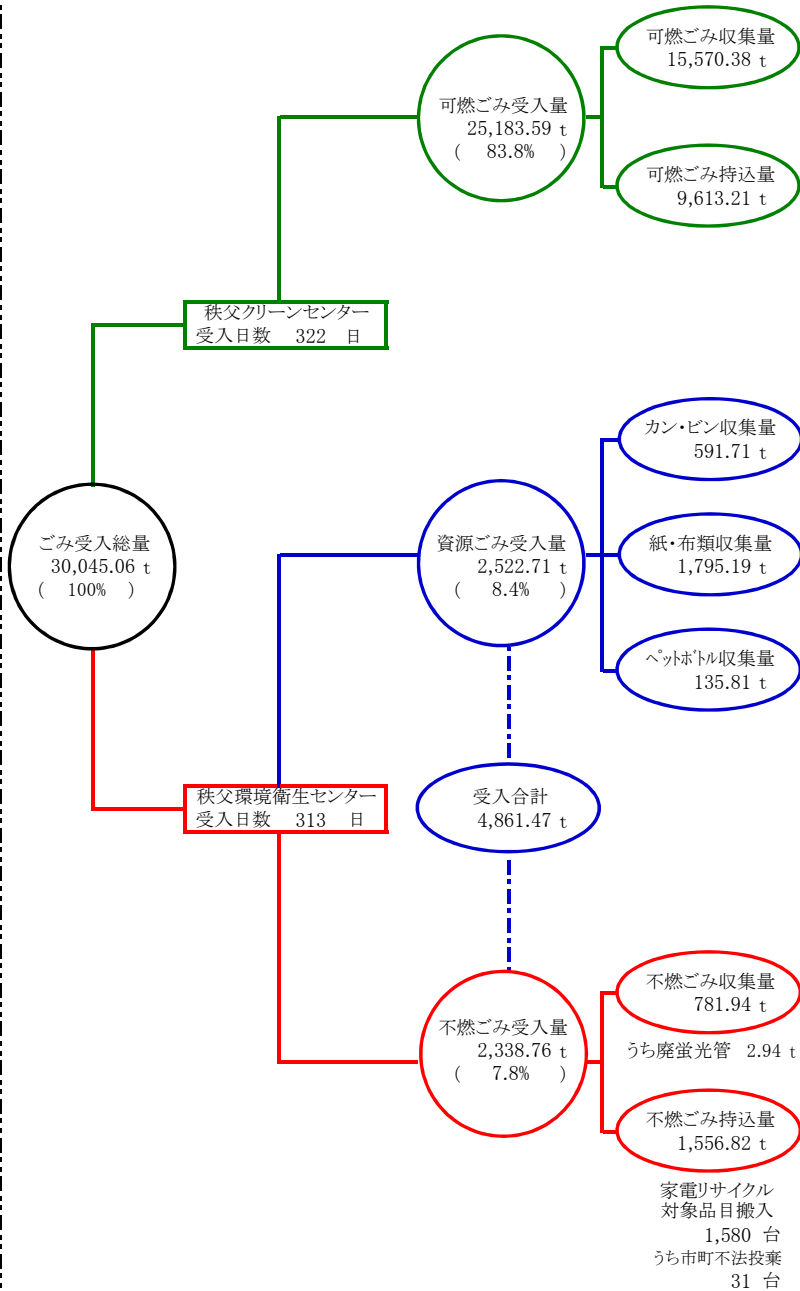 可燃ごみ収集量
15,570.38 t
可燃ごみ受入量
25,183.59 t
( 83.8% )
可燃ごみ持込量
9,613.21 t
秩父クリーンセンター
受入日数 322 日
カン・ビン収集量
591.71 t
ごみ受入総量
30,045.06 t
( 100% )
資源ごみ受入量
2,522.71 t
( 8.4% )
紙・布類収集量
1,795.19 t
ペットボトル収集量
135.81 t
秩父環境衛生センター
受入日数 313 日
受入合計
4,861.47 t
不燃ごみ収集量
781.94 t
不燃ごみ受入量
2,338.76 t
( 7.8% )
うち廃蛍光管 2.94 t
不燃ごみ持込量
1,556.82 t
家電リサイクル
対象品目搬入
1,580 台
うち市町不法投棄
31 台